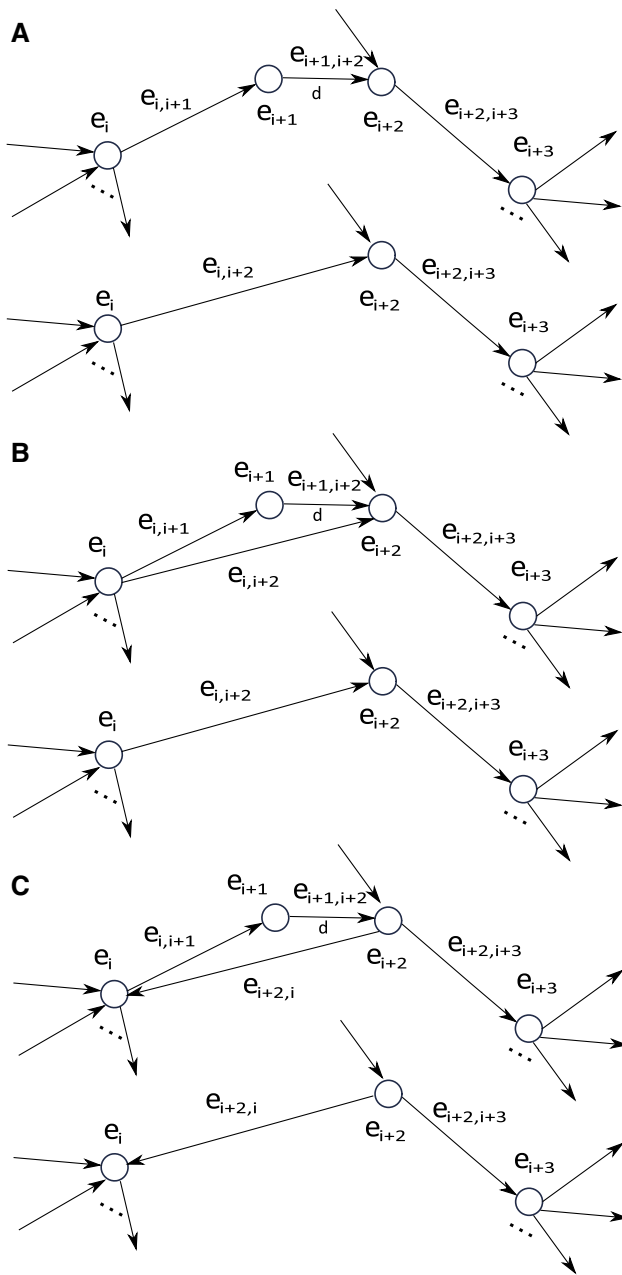 A
e_{i+1,i+2}
e_{i,i+1}
d
e_{i+2,i+3}
e_{i+1}
e_{i+2}
e_i
e_{i+3}
e_{i,i+2}
e_{i+2,i+3}
e_i
e_{i+2}
e_{i+3}
B
e_{i+1}
e_{i+1,i+2}
e_{i,i+1}
d
e_{i+2,i+3}
e_i
e_{i+2}
e_{i,i+2}
e_{i+3}
e_{i,i+2}
e_{i+2,i+3}
e_i
e_{i+2}
e_{i+3}
C
e_{i+1}
e_{i+1,i+2}
e_{i,i+1}
d
e_{i+2,i+3}
e_i
e_{i+2}
e_{i+2,i}
e_{i+3}
e_{i+2,i}
e_{i+2,i+3}
e_i
e_{i+2}
e_{i+3}